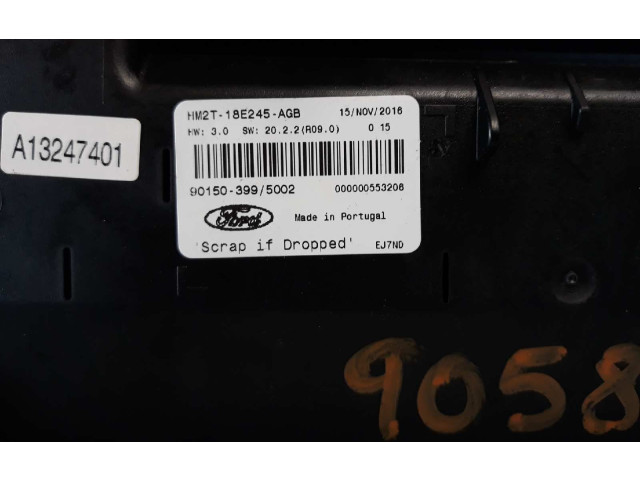 HM2T-18E245-AGB 15/NOV/2016
HW: 3.0 SW: 20.2.2(R09.0) 0 15
A13247401
90150-399/5002 000000553206
Ford Made in Portugal
'Scrap if Dropped' EJ7ND
9058